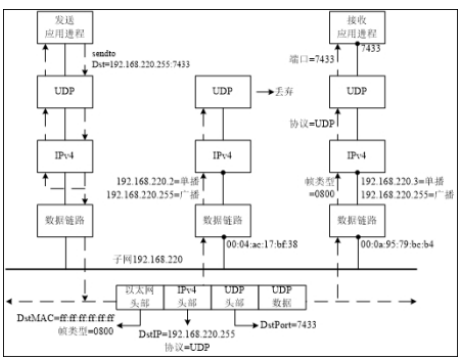 发送
应用进程
接收
应用进程
sendto
Dst=192.168.220.255:7433
7433
端口=7433
UDP
UDP
丢弃
UDP
协议=UDP
IPv4
IPv4
IPv4
192.168.220.2=单播
192.168.220.255=广播
帧类型
=0800
192.168.220.3=单播
192.168.220.255=广播
数据链路
数据链路
数据链路
00:04:ac:17:bf:38
00:0a:95:79:bc:b4
子网192.168.220
以太网
头部
IPv4
头部
UDP
头部
UDP
数据
DstMAC=ff:ff:ff:ff:ff:ff
帧类型=0800
DstIP=192.168.220.255
协议=UDP
DstPort=7433